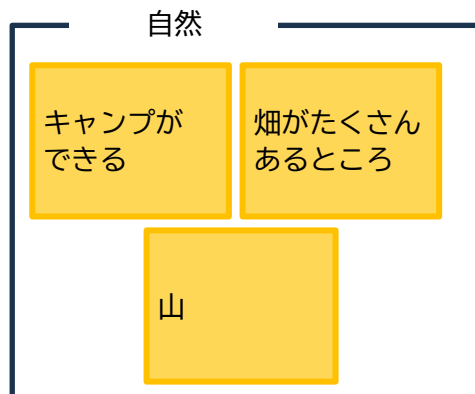 自然
キャンプが
できる
畑がたくさん
あるところ
山